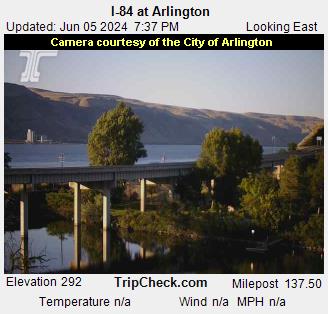 I-84 at Arlington
Updated: Jun 05 2024 7:37 PM Looking East
Camera courtesy of the City of Arlington
Elevation 292 TripCheck.com Milepost 137.50
Temperature n/a Wind n/a MPH n/a